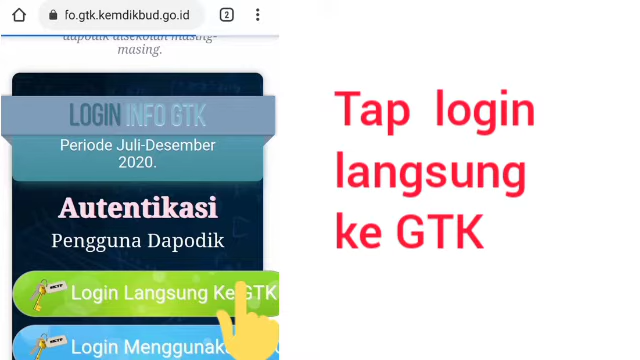 fo.gtk.kemdikbud.go.id
2
dapodik disekolah masing-
masing.
LOGIN INFO GTK
Periode Juli-Desember
2020.
Autentikasi
Pengguna Dapodik
Login Langsung Ke GTK
Login Menggunaka
Tap login
langsung
ke GTK